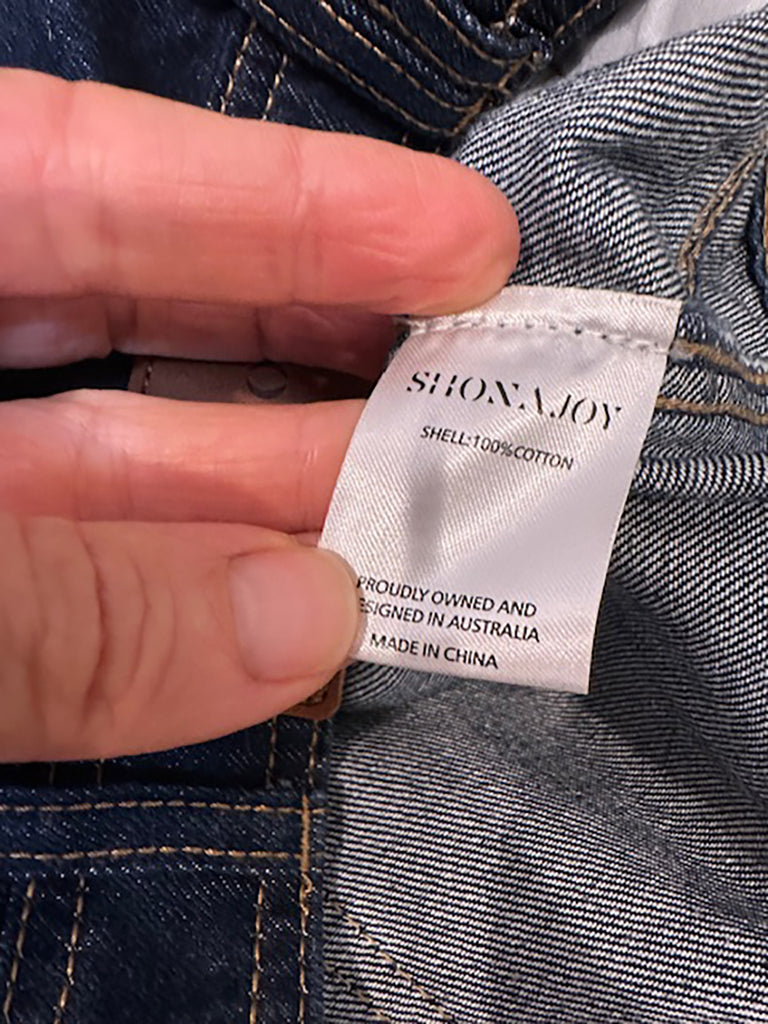 SHONAJOY
SHELL:100%COTTON
PROUDLY OWNED AND
ESIGNED IN AUSTRALIA
MADE IN CHINA